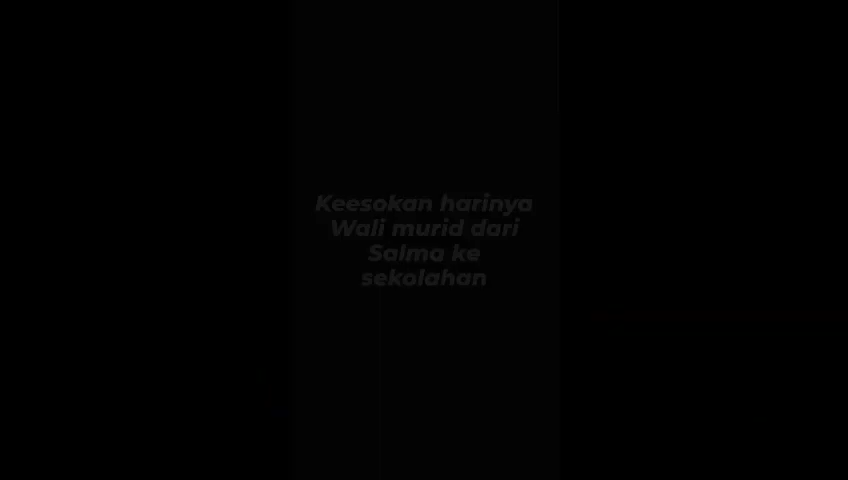 Keesokan harinya
Wali murid dari
Salma ke
sekolahan